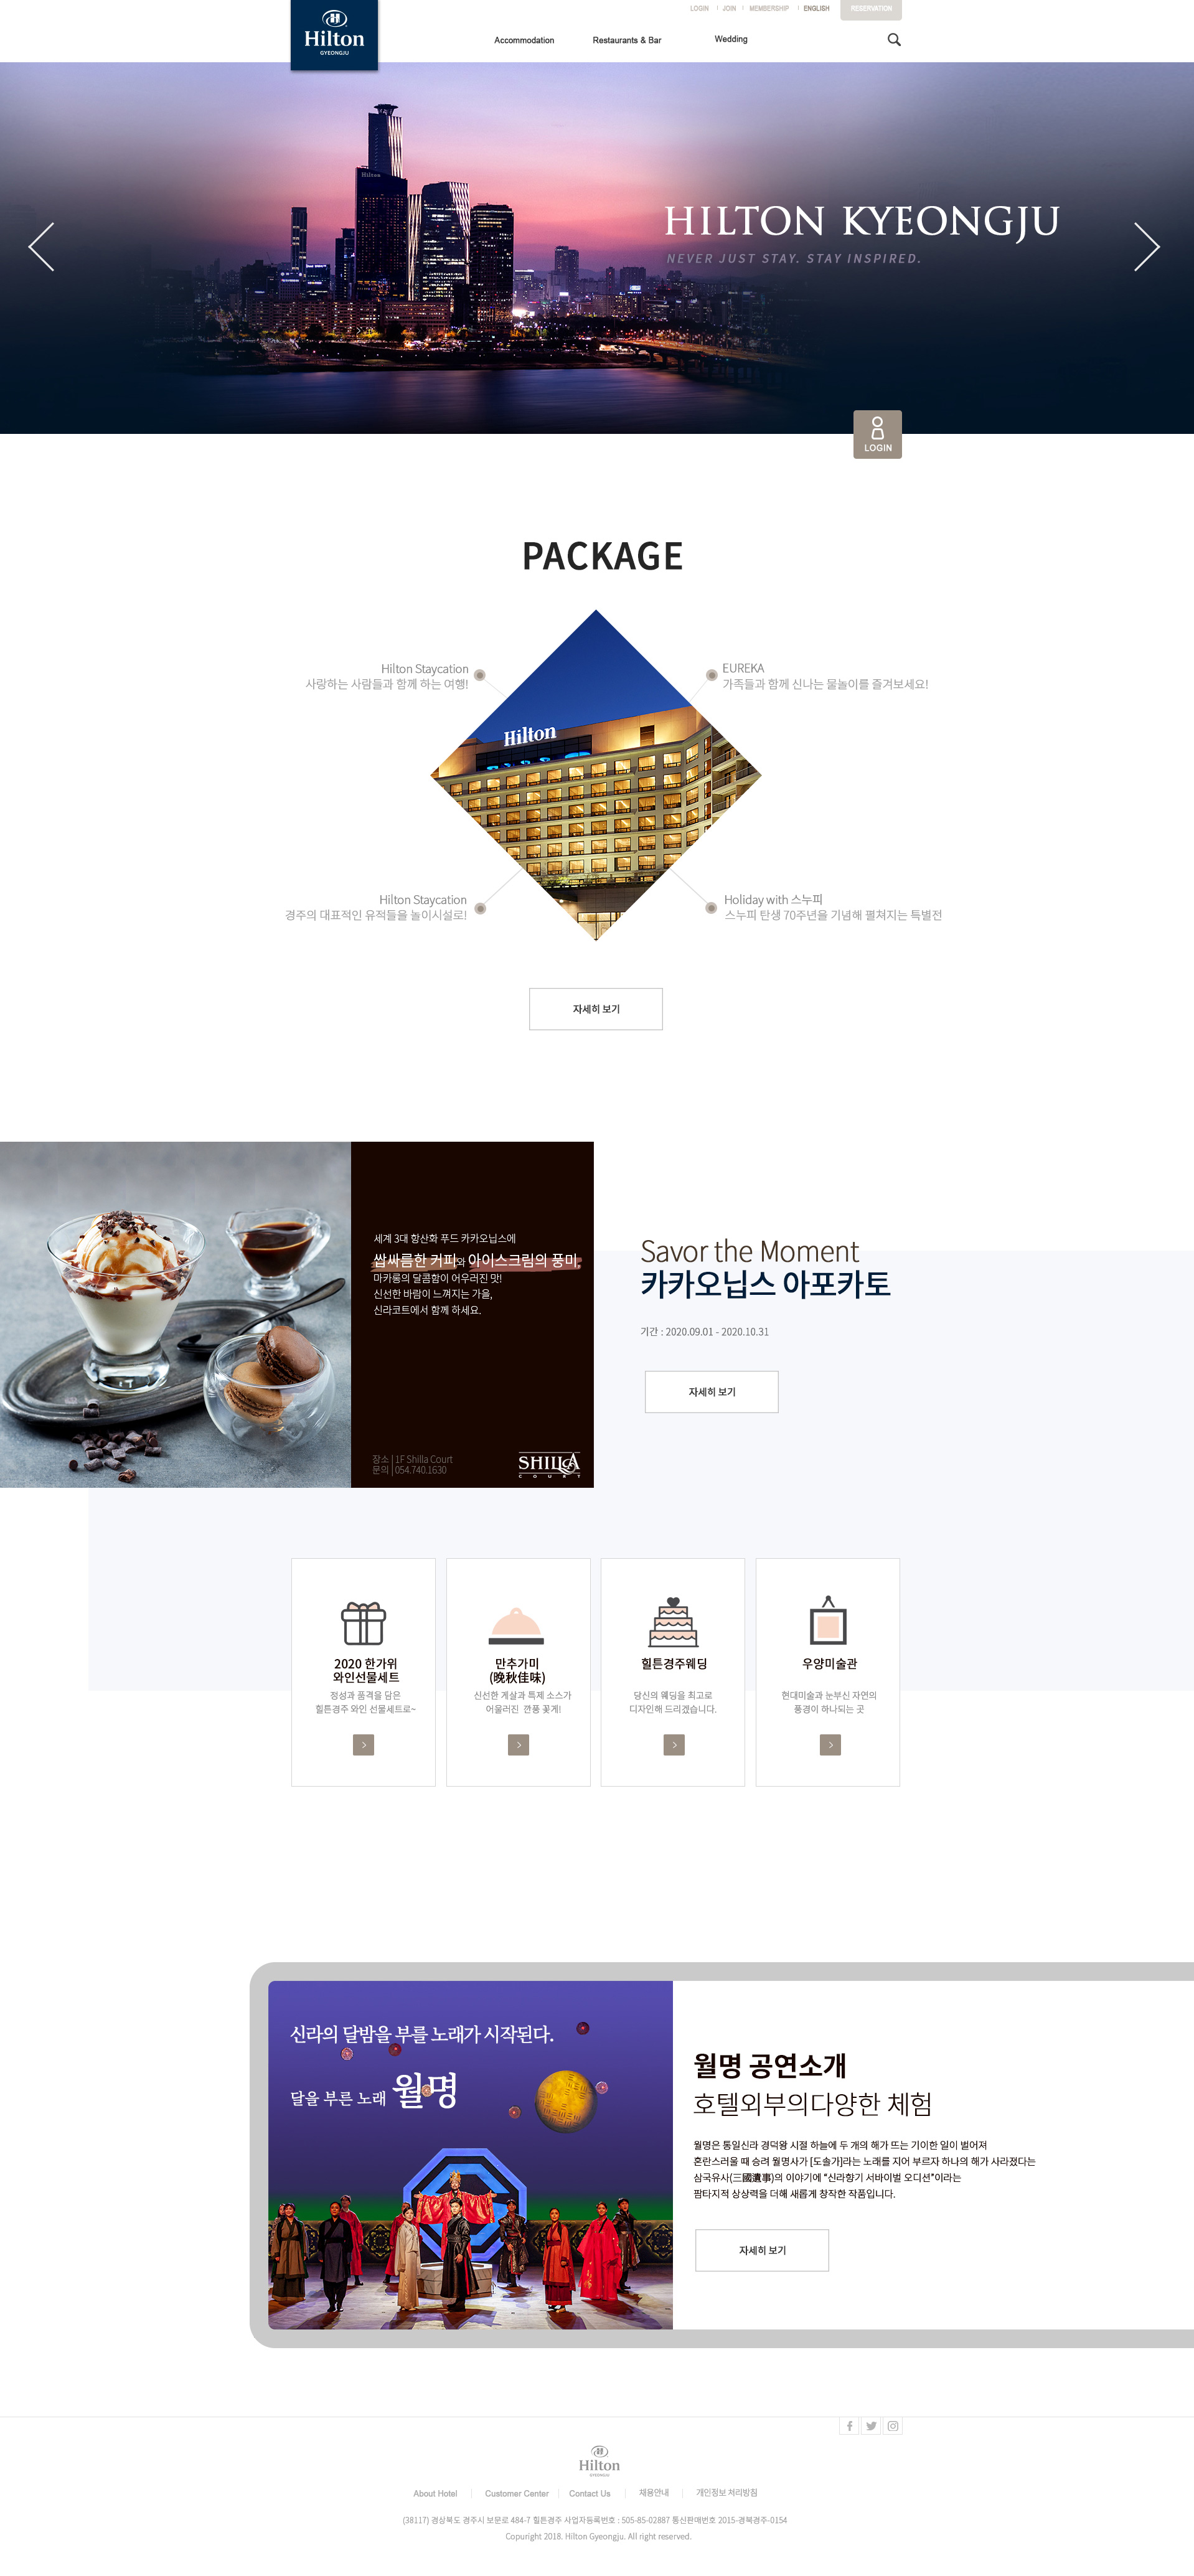 LOGIN
JOIN
MEMBERSHIP
ENGLISH
RESERVATION
Hilton
GYEONGJU
Accommodation
Restaurants & Bar
Wedding
Hilton
HILTON KYEONGJU
NEVER JUST STAY. STAY INSPIRED.
LOGIN
PACKAGE
Hilton Staycation
사랑하는 사람들과 함께 하는 여행!
EUREKA
가족들과 함께 신나는 물놀이를 즐겨보세요!
Hilton
Hilton Staycation
경주의 대표적인 유적들을 놀이시설로!
Holiday with 스누피
스누피 탄생 70주년을 기념해 펼쳐지는 특별전
자세히 보기
세계 3대 항산화 푸드 카카오닙스에
쌉싸름한 커피와 아이스크림의 풍미.
마카롱의 달콤함이 어우러진 맛!
신선한 바람이 느껴지는 가을,
신라코트에서 함께 하세요.
장소 | 1F Shilla Court
문의 | 054.740.1630
SHILLA
COURT
Savor the Moment
카카오닙스 아포카토
기간 : 2020.09.01 - 2020.10.31
자세히 보기
2020 한가위
와인선물세트
정성과 품격을 담은
힐튼경주 와인 선물세트로~
만추가미
(晩秋佳味)
신선한 게살과 특제 소스가
어울러진 깐풍 꽃게!
힐튼경주웨딩
당신의 웨딩을 최고로
디자인해 드리겠습니다.
우양미술관
현대미술과 눈부신 자연의
풍경이 하나되는 곳
신라의 달밤을 부를 노래가 시작된다.
달을 부른 노래 월명
월명 공연소개
호텔외부의다양한 체험
월명은 통일신라 경덕왕 시절 하늘에 두 개의 해가 뜨는 기이한 일이 벌어져
혼란스러울 때 승려 월명사가 [도솔가]라는 노래를 지어 부르자 하나의 해가 사라졌다는
삼국유사(三國遺事)의 이야기에 “신라향기 서바이벌 오디션”이라는
팜타지적 상상력을 더해 새롭게 창작한 작품입니다.
자세히 보기
Hilton
GYEONGJU
About Hotel
Customer Center
Contact Us
채용안내
개인정보 처리방침
(38117) 경상북도 경주시 보문로 484-7 힐튼경주 사업자등록번호 : 505-85-02887 통신판매번호 2015-경북경주-0154
Copuright 2018. Hilton Gyeongju. All right reserved.